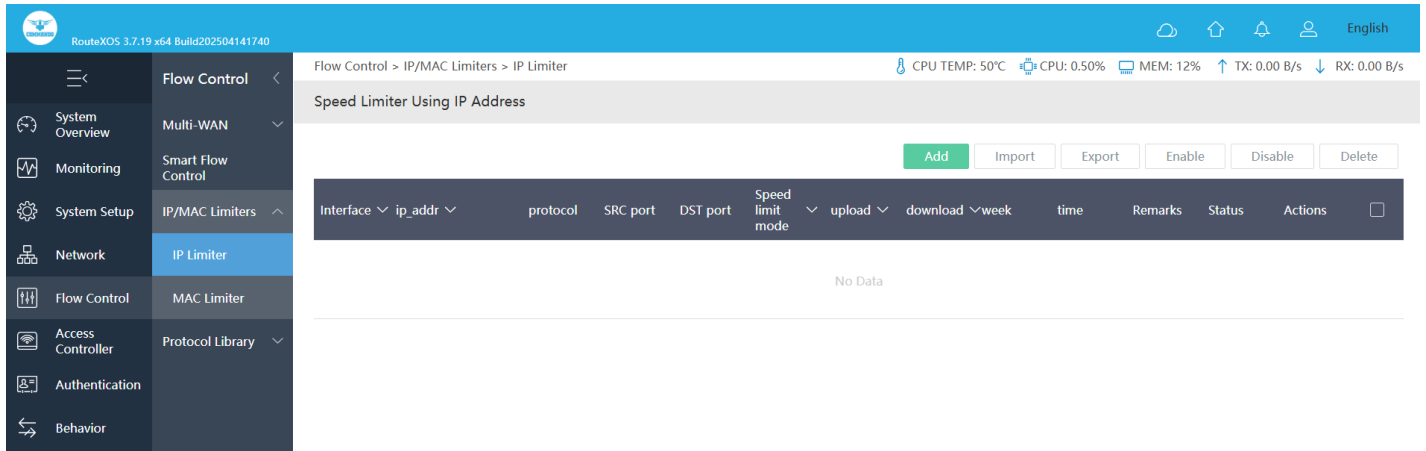 COMMANDO
RouteXOS 3.7.19 x64 Build202504141740
English
Flow Control
System
Overview
Monitoring
System Setup
Network
Flow Control
Access
Controller
Authentication
Behavior
Multi-WAN
Smart Flow
Control
IP/MAC Limiters
IP Limiter
MAC Limiter
Protocol Library
Flow Control > IP/MAC Limiters > IP Limiter
CPU TEMP: 50℃ CPU: 0.50% MEM: 12% TX: 0.00 B/s RX: 0.00 B/s
Speed Limiter Using IP Address
Add Import Export Enable Disable Delete
Interface ip_addr protocol SRC port DST port Speed limit mode upload download week time Remarks Status Actions
No Data